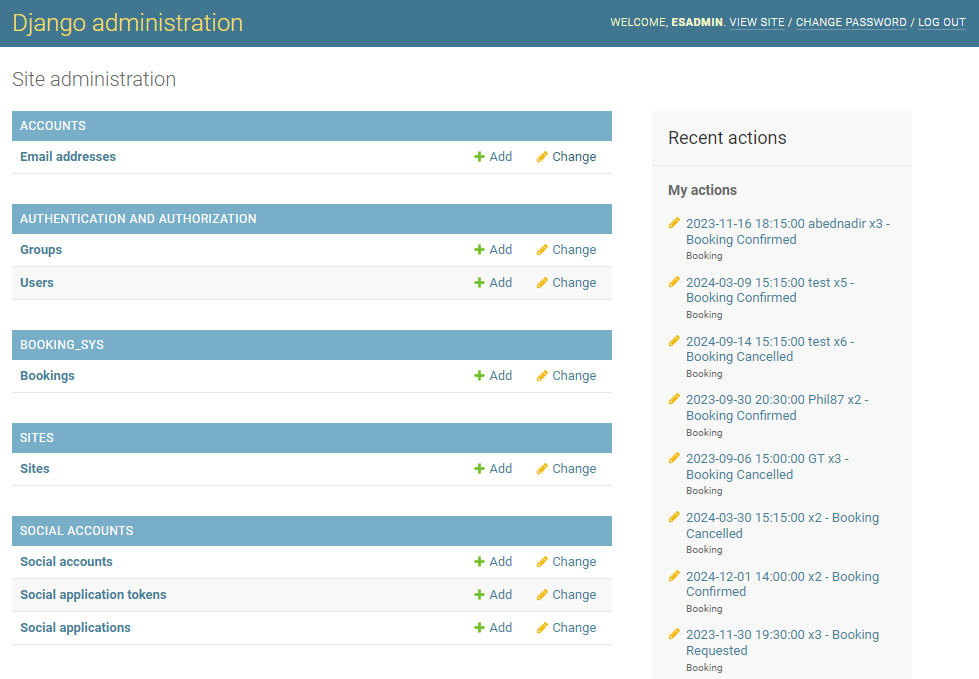 Django administration
WELCOME, ESADMIN. VIEW SITE / CHANGE PASSWORD / LOG OUT
Site administration
ACCOUNTS
Email addresses Add Change
AUTHENTICATION AND AUTHORIZATION
Groups Add Change
Users Add Change
BOOKING_SYS
Bookings Add Change
SITES
Sites Add Change
SOCIAL ACCOUNTS
Social accounts Add Change
Social application tokens Add Change
Social applications Add Change
Recent actions
My actions
2023-11-16 18:15:00 abednadir x3 -
Booking Confirmed
Booking
2024-03-09 15:15:00 test x5 -
Booking Confirmed
Booking
2024-09-14 15:15:00 test x6 -
Booking Cancelled
Booking
2023-09-30 20:30:00 Phil87 x2 -
Booking Confirmed
Booking
2023-09-06 15:00:00 GT x3 -
Booking Cancelled
Booking
2024-03-30 15:15:00 x2 - Booking
Cancelled
Booking
2024-12-01 14:00:00 x2 - Booking
Confirmed
Booking
2023-11-30 19:30:00 x3 - Booking
Requested
Booking